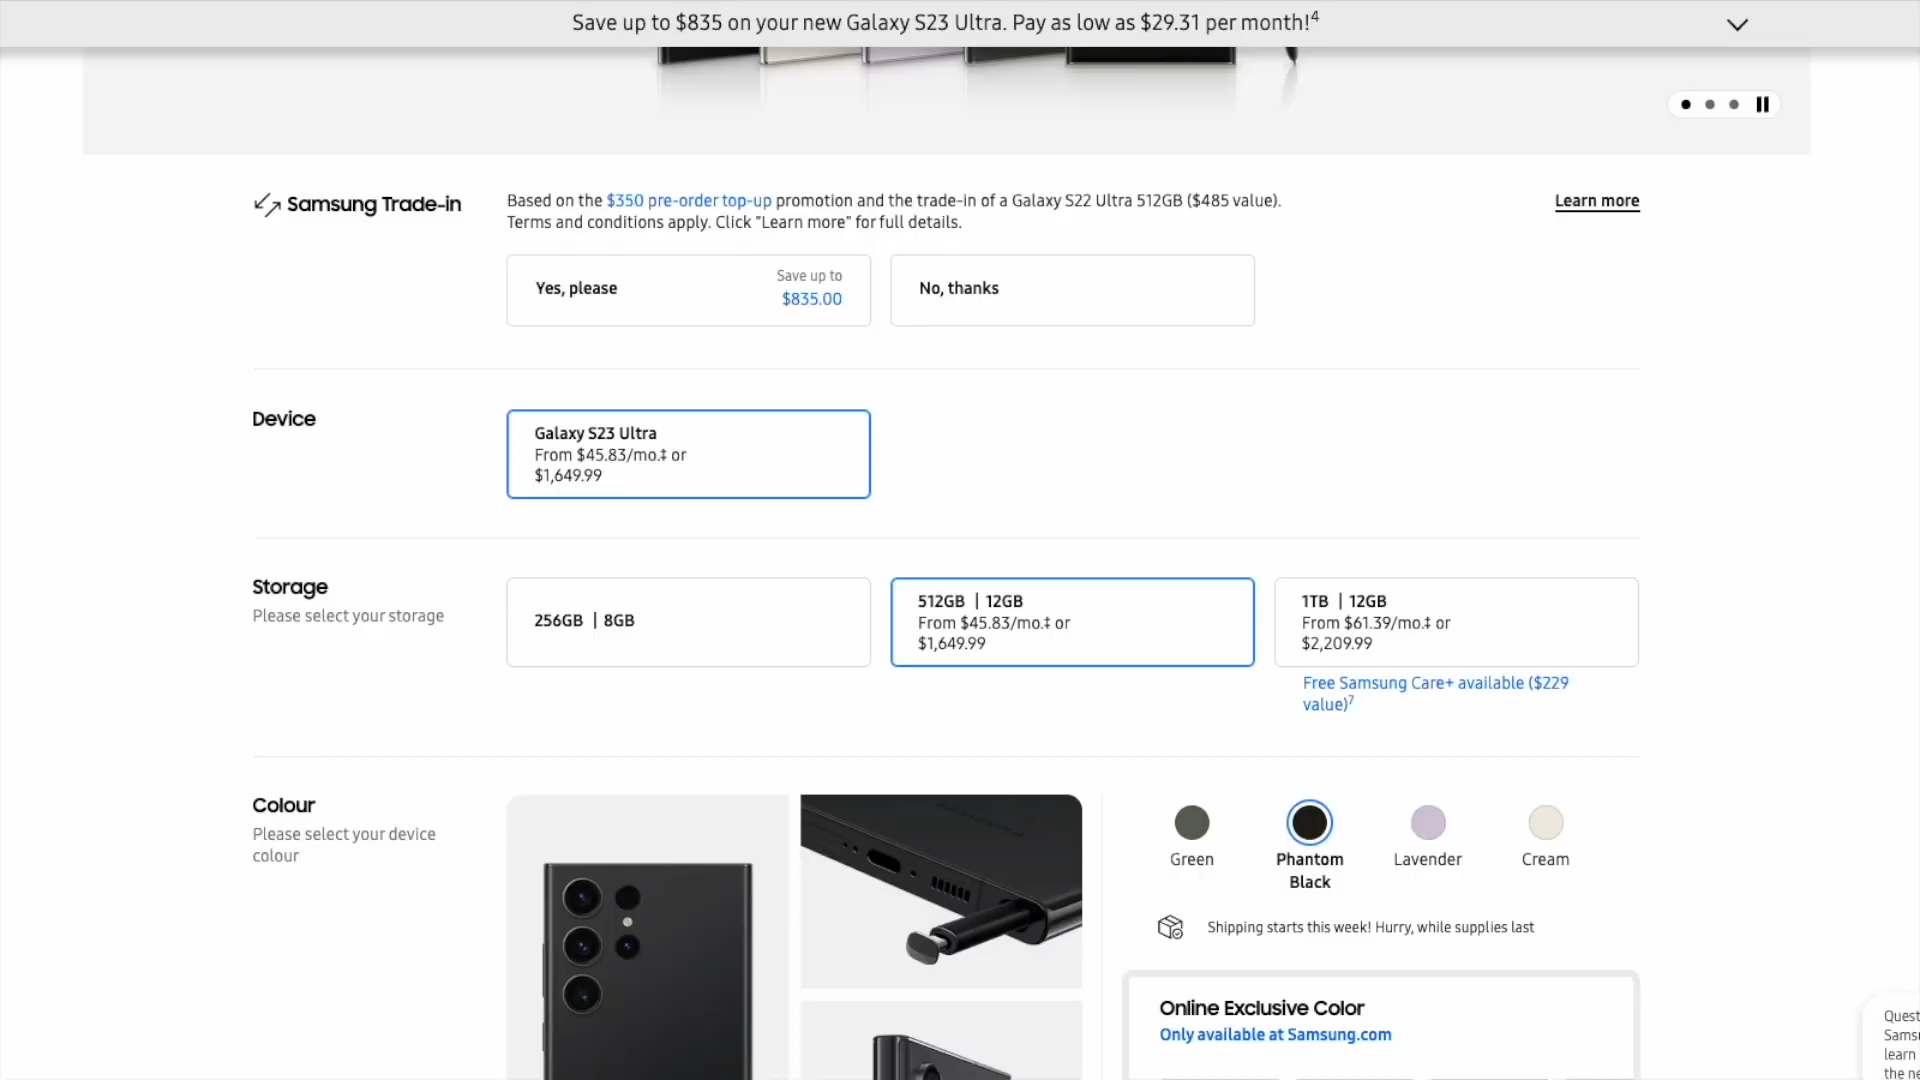 Save up to $835 on your new Galaxy S23 Ultra. Pay as low as $29.31 per month!4
Samsung Trade-in
Based on the $350 pre-order top-up promotion and the trade-in of a Galaxy S22 Ultra 512GB ($485 value).
Terms and conditions apply. Click "Learn more" for full details.
Learn more
Yes, please
Save up to
$835.00
No, thanks
Device
Galaxy S23 Ultra
From $45.83/mo.‡ or
$1,649.99
Storage
Please select your storage
256GB | 8GB
512GB | 12GB
From $45.83/mo.‡ or
$1,649.99
1TB | 12GB
From $61.39/mo.‡ or
$2,209.99
Free Samsung Care+ available ($229
value)7
Colour
Please select your device
colour
Green
Phantom
Black
Lavender
Cream
Shipping starts this week! Hurry, while supplies last
Online Exclusive Color
Only available at Samsung.com
learn